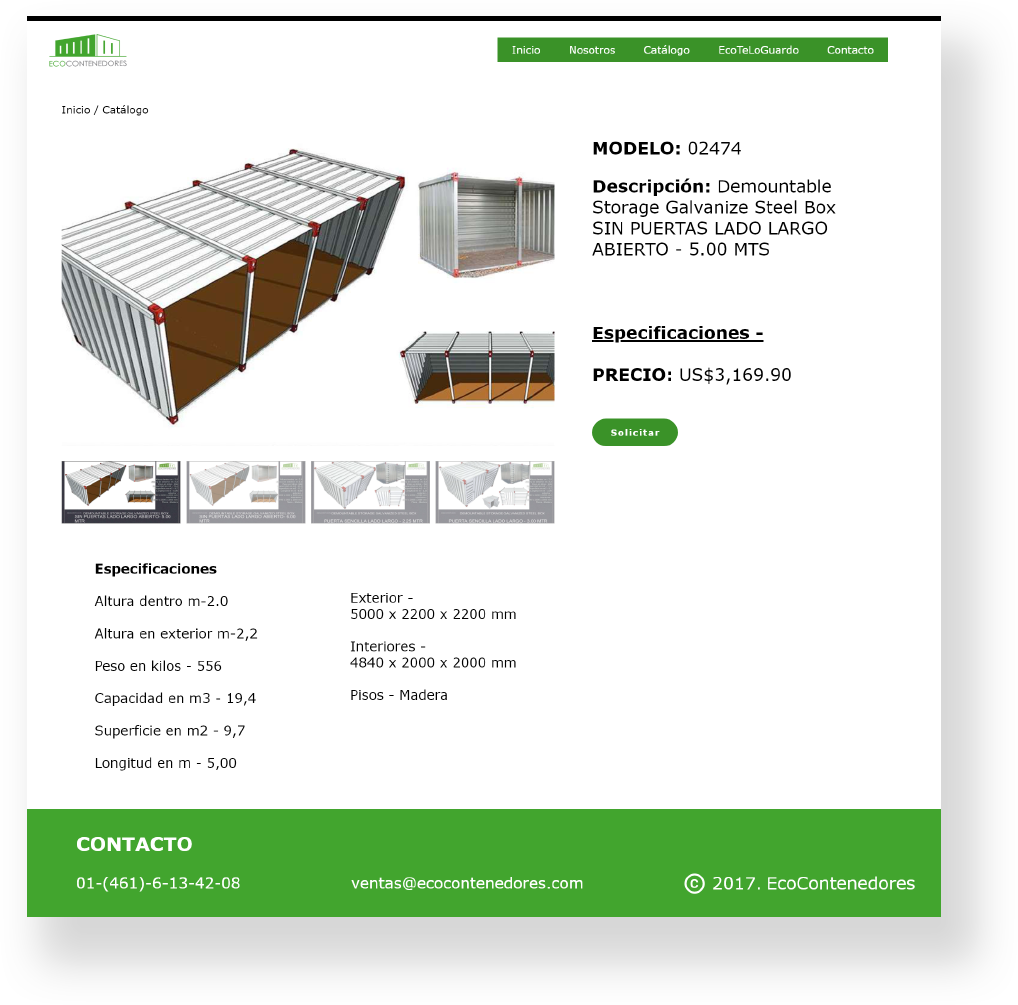 ECOCONTENEDORES
Inicio Nosotros Catálogo EcoTeLoGuardo Contacto
Inicio / Catálogo
MODELO: 02474
Descripción: Demountable
Storage Galvanize Steel Box
SIN PUERTAS LADO LARGO
ABIERTO - 5.00 MTS
Especificaciones -
PRECIO: US$3,169.90
Solicitar
Especificaciones
Altura dentro m-2.0
Altura en exterior m-2,2
Peso en kilos - 556
Capacidad en m3 - 19,4
Superficie en m2 - 9,7
Longitud en m - 5,00
Exterior -
5000 x 2200 x 2200 mm
Interiores -
4840 x 2000 x 2000 mm
Pisos - Madera
CONTACTO
01-(461)-6-13-42-08
ventas@ecocontenedores.com
© 2017. EcoContenedores